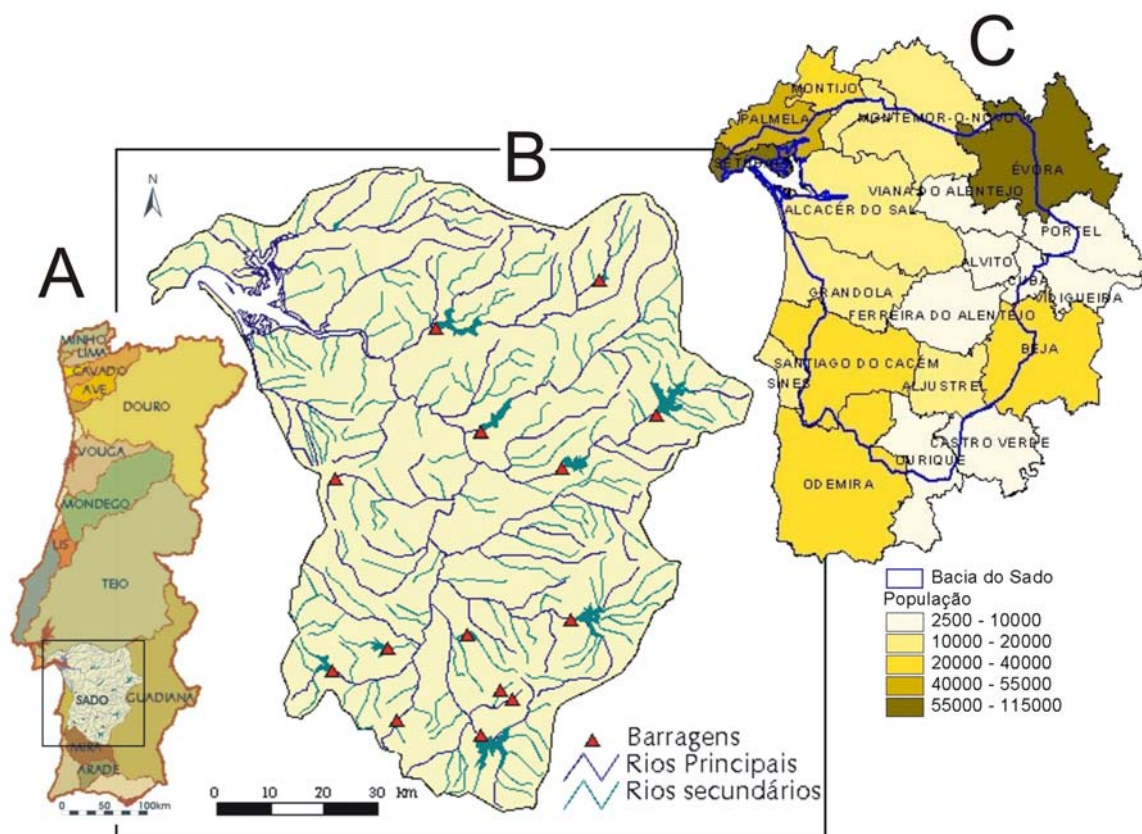 A
MINHO
LIMA
CAVADO
AVE
DOURO
VOUGA
MONDEGO
LIS
TEJO
SADO
GUADIANA
MIRA
ARADE
0 50 100km
B
N
Barragens
Rios Principais
Rios secundários
0 10 20 30 km
C
MONTIJO
PALMELA
MONTEMOR-O-NOVO
SETÚBAL
ÉVORA
VIANA DO ALENTEJO
ALCACÉR DO SAL
PORTEL
ALVITO
CUBA
VIDIGUEIRA
GRANDOLA
FERREIRA DO ALENTEJO
BEJA
SANTIAGO DO CACÉM
SINES
ALJUSTREL
CASTRO VERDE
OURIQUE
ODEMIRA
Bacia do Sado
População
2500 - 10000
10000 - 20000
20000 - 40000
40000 - 55000
55000 - 115000